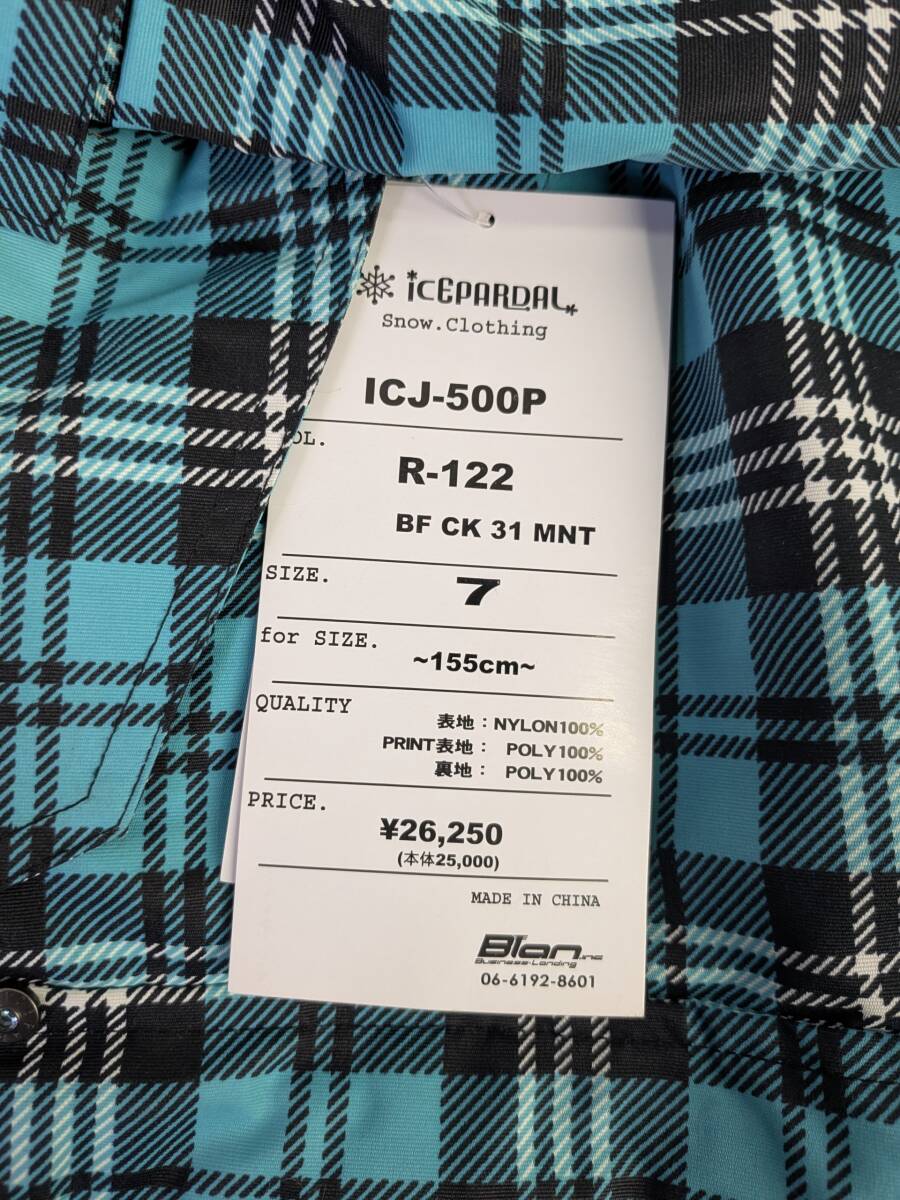 iCEPARDAL
Snow.Clothing
ICJ-500P
OL.
R-122
BF CK 31 MNT
SIZE.
7
for SIZE.
~155cm~
QUALITY
表地：NYLON100%
PRINT表地： POLY100%
裏地： POLY100%
PRICE.
¥26,250
(本体25,000)
MADE IN CHINA
Blan.inc
Business-Landing
06-6192-8601